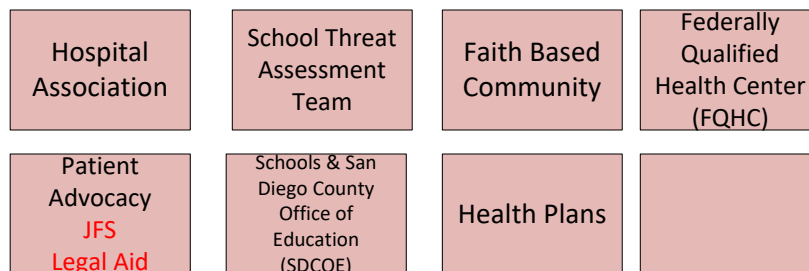 Hospital
Association
School Threat
Assessment
Team
Faith Based
Community
Federally
Qualified
Health Center
(FQHC)
Patient
Advocacy
JFS
Legal Aid
Schools & San
Diego County
Office of
Education
(SDCOE)
Health Plans